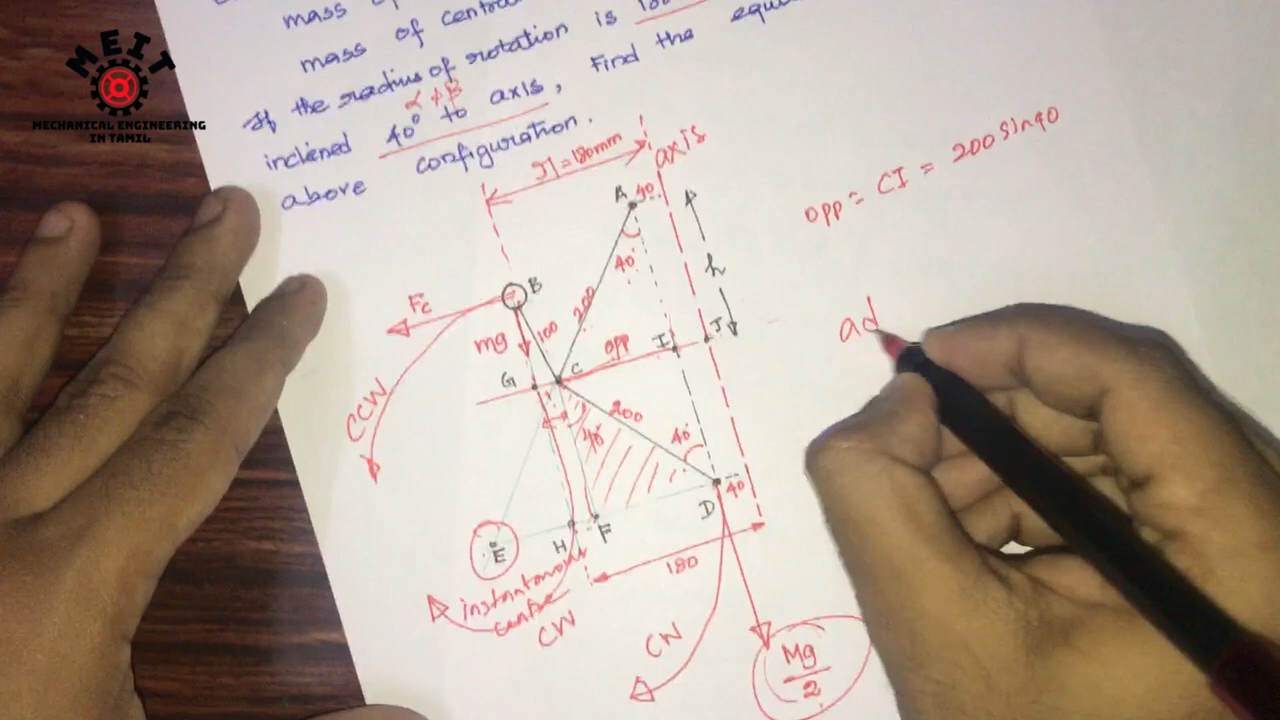 MEIT
MECHANICAL ENGINEERING
IN TAMIL
mass
mass of central
If the radius of rotation is
α ≠ β
inclined 40° to axis, Find the
above configuration.
r1 = 180mm
axis
A 40
40°
opp = CI = 200 sin 40
ad
h
B
Fc
mg
100
200
opp
I
J
G
C
CCW
200
40°
40°
D
40
E
H
F
180
instantaneous
centre
CW
CW
Mg
2